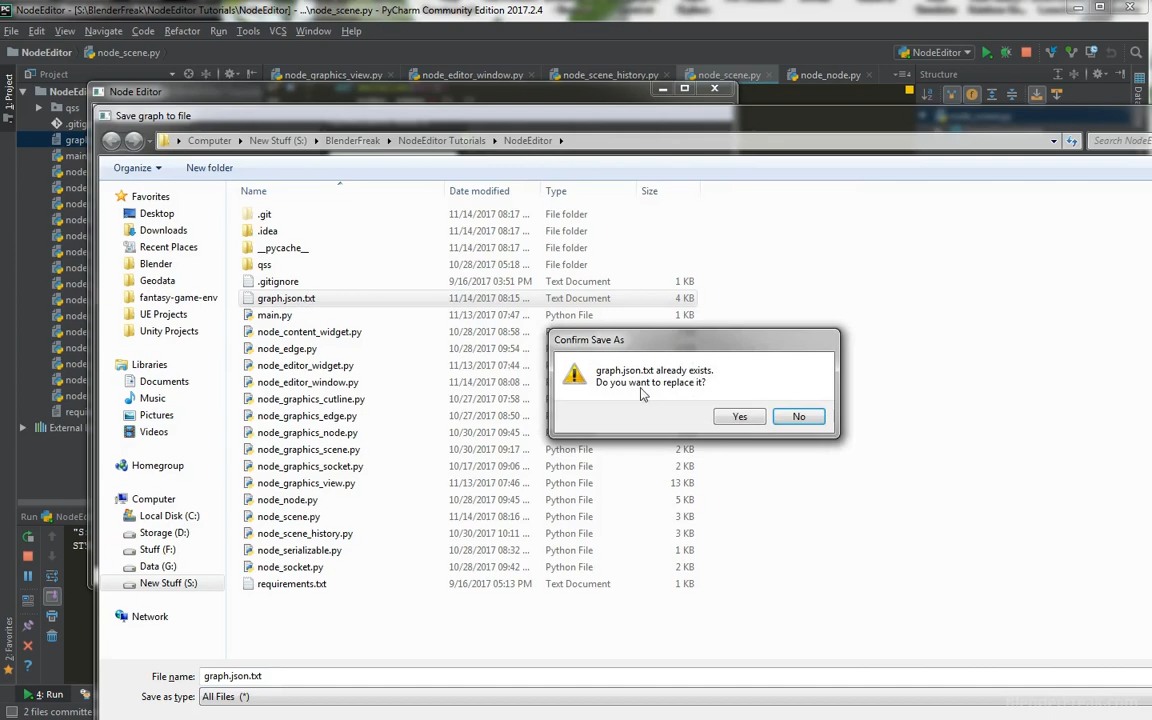 NodeEditor - [S:\BlenderFreak\NodeEditor Tutorials\NodeEditor] - ...\node_scene.py - PyCharm Community Edition 2017.2.4
File Edit View Navigate Code Refactor Run Tools VCS Window Help
NodeEditor node_scene.py NodeEditor
1: Project
Project node_graphics_view.py node_editor_window.py node_scene_history.py node_scene.py node_node.py Structure
Node Editor
Save graph to file
Computer New Stuff (S:) BlenderFreak NodeEditor Tutorials NodeEditor Search NodeE
Organize New folder
Favorites
Desktop
Downloads
Recent Places
Blender
Geodata
fantasy-game-env
UE Projects
Unity Projects
Libraries
Documents
Music
Pictures
Videos
Homegroup
Computer
Local Disk (C:)
Storage (D:)
Stuff (F:)
Data (G:)
New Stuff (S:)
Network
Name Date modified Type Size
.git 11/14/2017 08:17 ... File folder
.idea 11/14/2017 08:17 ... File folder
__pycache__ 11/14/2017 08:17 ... File folder
qss 10/28/2017 05:18 ... File folder
.gitignore 9/16/2017 03:51 PM Text Document 1 KB
graph.json.txt 11/14/2017 08:15 ... Text Document 4 KB
main.py 11/13/2017 07:47 ... Python File 1 KB
node_content_widget.py 10/28/2017 08:58 ...
node_edge.py 10/28/2017 09:54 ...
node_editor_widget.py 11/13/2017 07:44 ...
node_editor_window.py 11/14/2017 08:08 ...
node_graphics_cutline.py 10/27/2017 07:58 ...
node_graphics_edge.py 10/28/2017 08:50 ...
node_graphics_node.py 10/30/2017 09:45 ...
node_graphics_scene.py 10/30/2017 09:17 ... Python File 2 KB
node_graphics_socket.py 10/17/2017 09:06 ... Python File 2 KB
node_graphics_view.py 11/13/2017 07:46 ... Python File 13 KB
node_node.py 10/28/2017 09:45 ... Python File 5 KB
node_scene.py 11/14/2017 08:16 ... Python File 3 KB
node_scene_history.py 10/30/2017 10:11 ... Python File 3 KB
node_serializable.py 10/28/2017 08:32 ... Python File 1 KB
node_socket.py 10/28/2017 09:42 ... Python File 2 KB
requirements.txt 9/16/2017 05:13 PM Text Document 1 KB
Confirm Save As
graph.json.txt already exists.
Do you want to replace it?
Yes No
File name: graph.json.txt
Save as type: All Files (*)
Run NodeEd
2: Favorites
4: Run
2 files committe